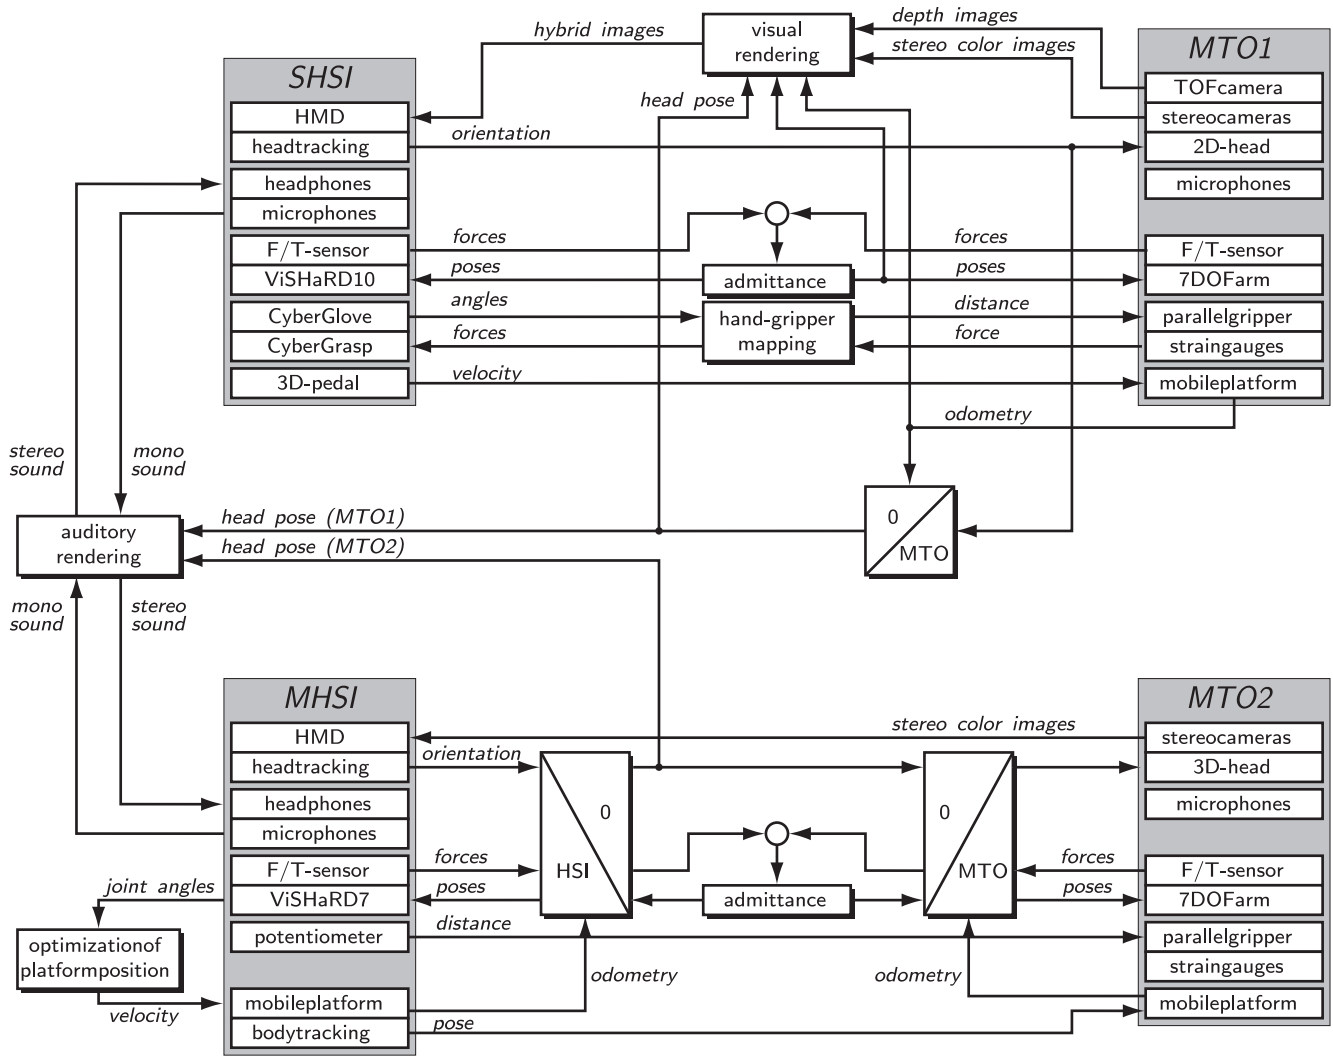 depth images
hybrid images
visual
rendering
stereo color images
MTO1
SHSI
TOFcamera
head pose
HMD
stereocameras
orientation
headtracking
2D-head
headphones
microphones
microphones
forces
forces
F/T-sensor
F/T-sensor
poses
poses
ViSHaRD10
admittance
7DOFarm
angles
distance
CyberGlove
hand-gripper
mapping
parallelgripper
forces
force
CyberGrasp
straingauges
velocity
3D-pedal
mobileplatform
odometry
stereo
sound
mono
sound
head pose (MTO1)
0
MTO
auditory
rendering
head pose (MTO2)
mono
sound
stereo
sound
MHSI
MTO2
stereo color images
HMD
stereocameras
orientation
headtracking
3D-head
headphones
0
0
microphones
microphones
forces
forces
F/T-sensor
HSI
MTO
F/T-sensor
joint angles
poses
poses
ViSHaRD7
admittance
7DOFarm
distance
potentiometer
parallelgripper
optimizationof
platformposition
straingauges
odometry
odometry
mobileplatform
mobileplatform
velocity
pose
bodytracking